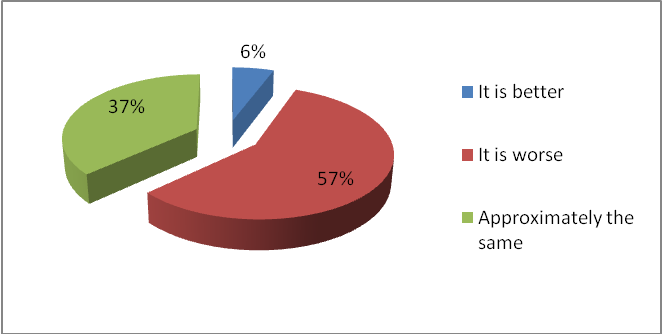 6%
37%
57%
It is better
It is worse
Approximately the
same